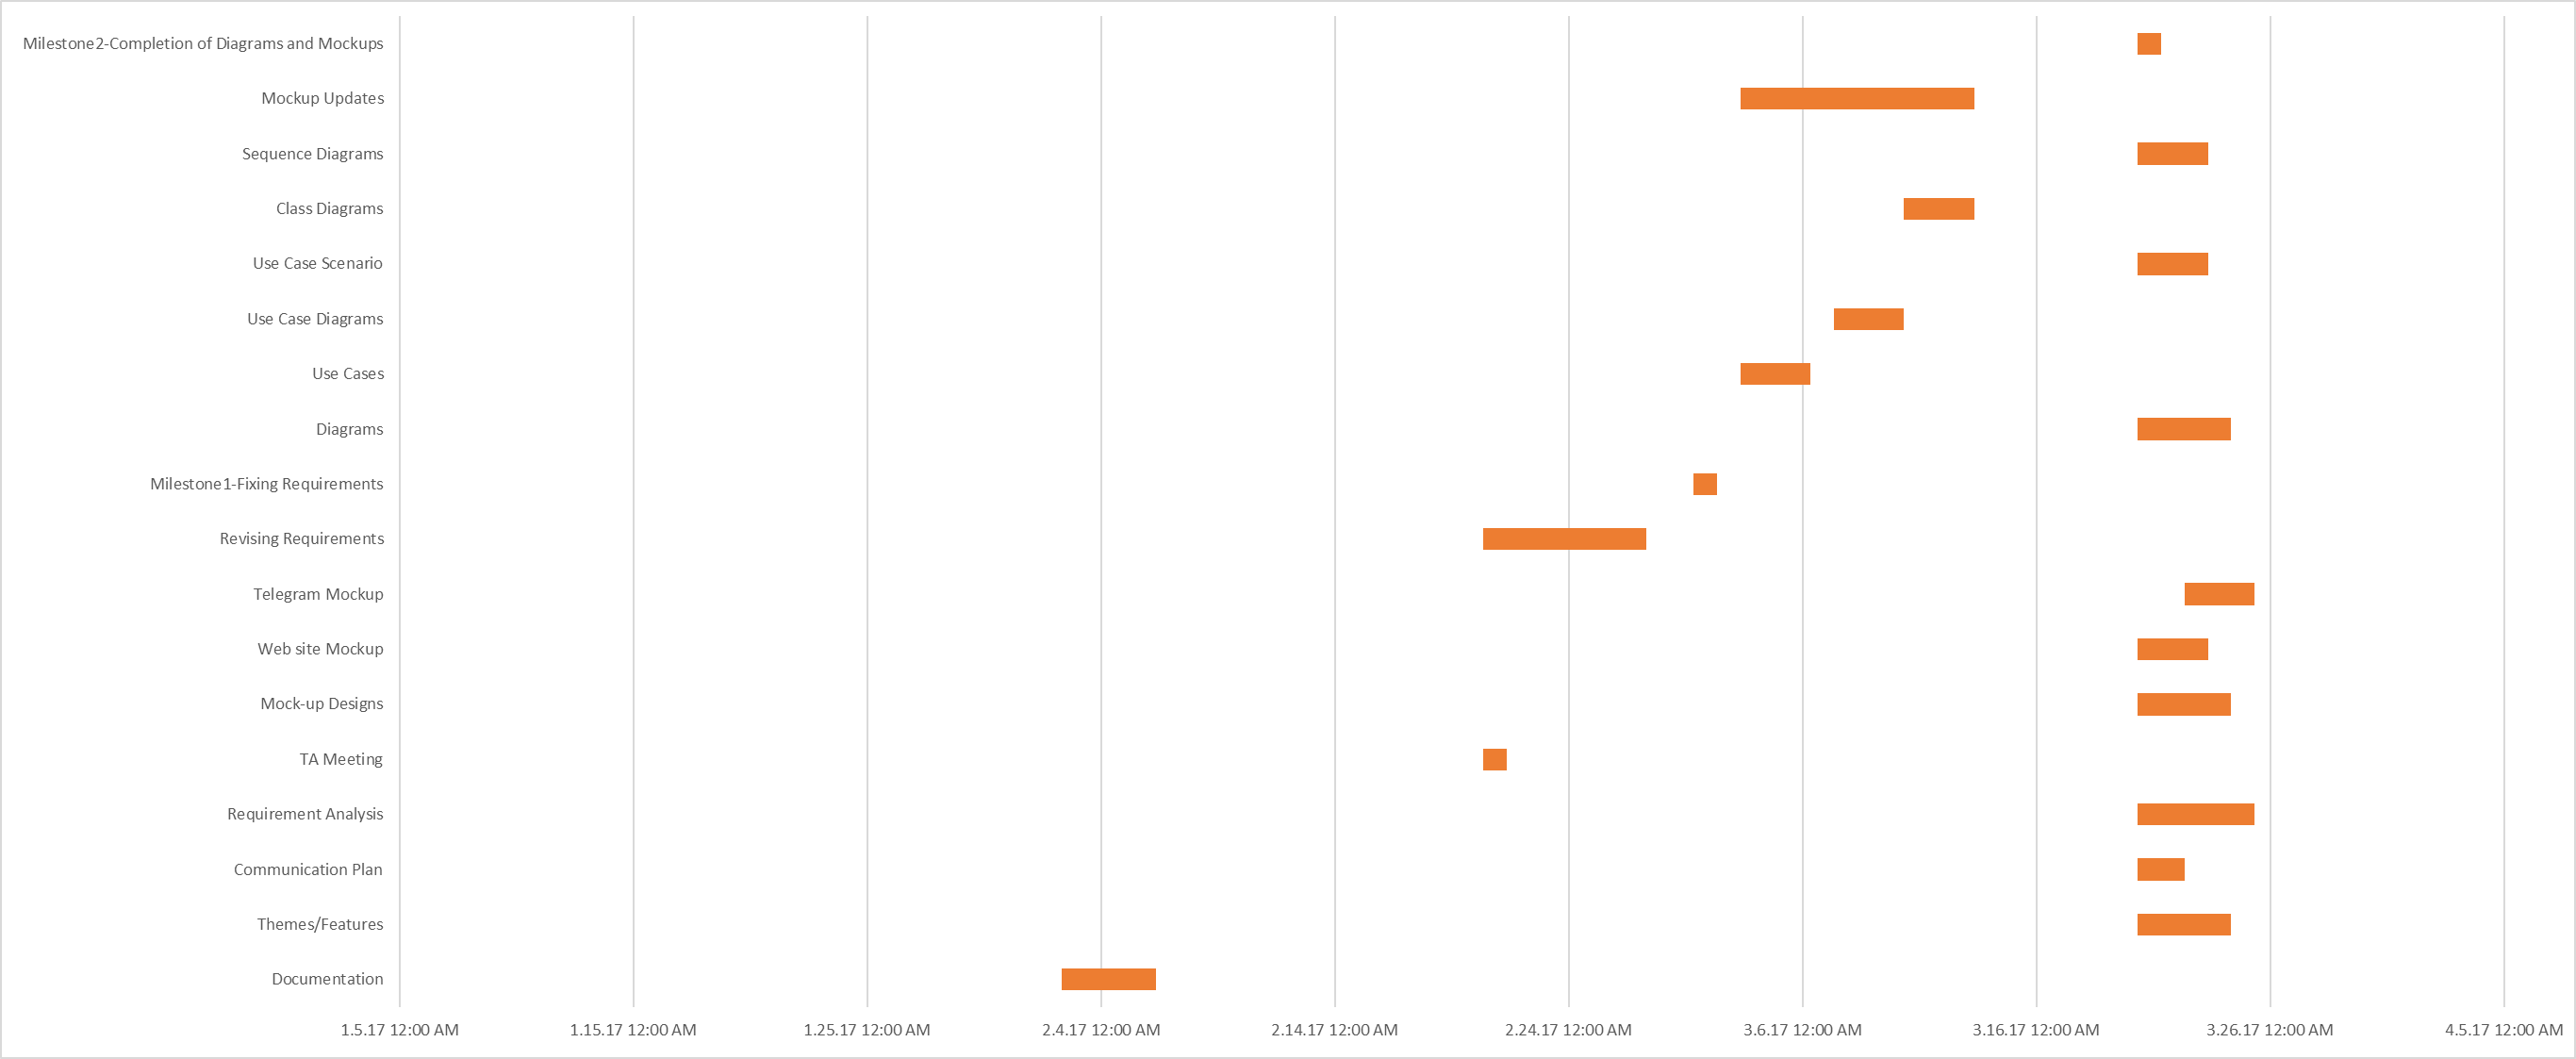 Milestone2-Completion of Diagrams and Mockups
Mockup Updates
Sequence Diagrams
Class Diagrams
Use Case Scenario
Use Case Diagrams
Use Cases
Diagrams
Milestone1-Fixing Requirements
Revising Requirements
Telegram Mockup
Web site Mockup
Mock-up Designs
TA Meeting
Requirement Analysis
Communication Plan
Themes/Features
Documentation
1.5.17 12:00 AM 1.15.17 12:00 AM 1.25.17 12:00 AM 2.4.17 12:00 AM 2.14.17 12:00 AM 2.24.17 12:00 AM 3.6.17 12:00 AM 3.16.17 12:00 AM 3.26.17 12:00 AM 4.5.17 12:00 AM